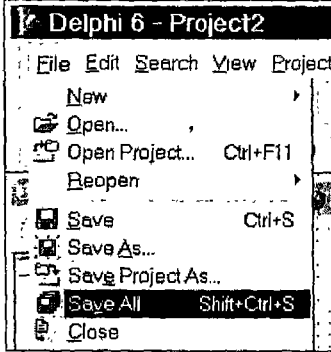 Delphi 6 - Project2
File Edit Search View Project
New
Open...
Open Project... Ctrl+F11
Reopen
Save Ctrl+S
Save As...
Save Project As...
Save All Shift+Ctrl+S
Close